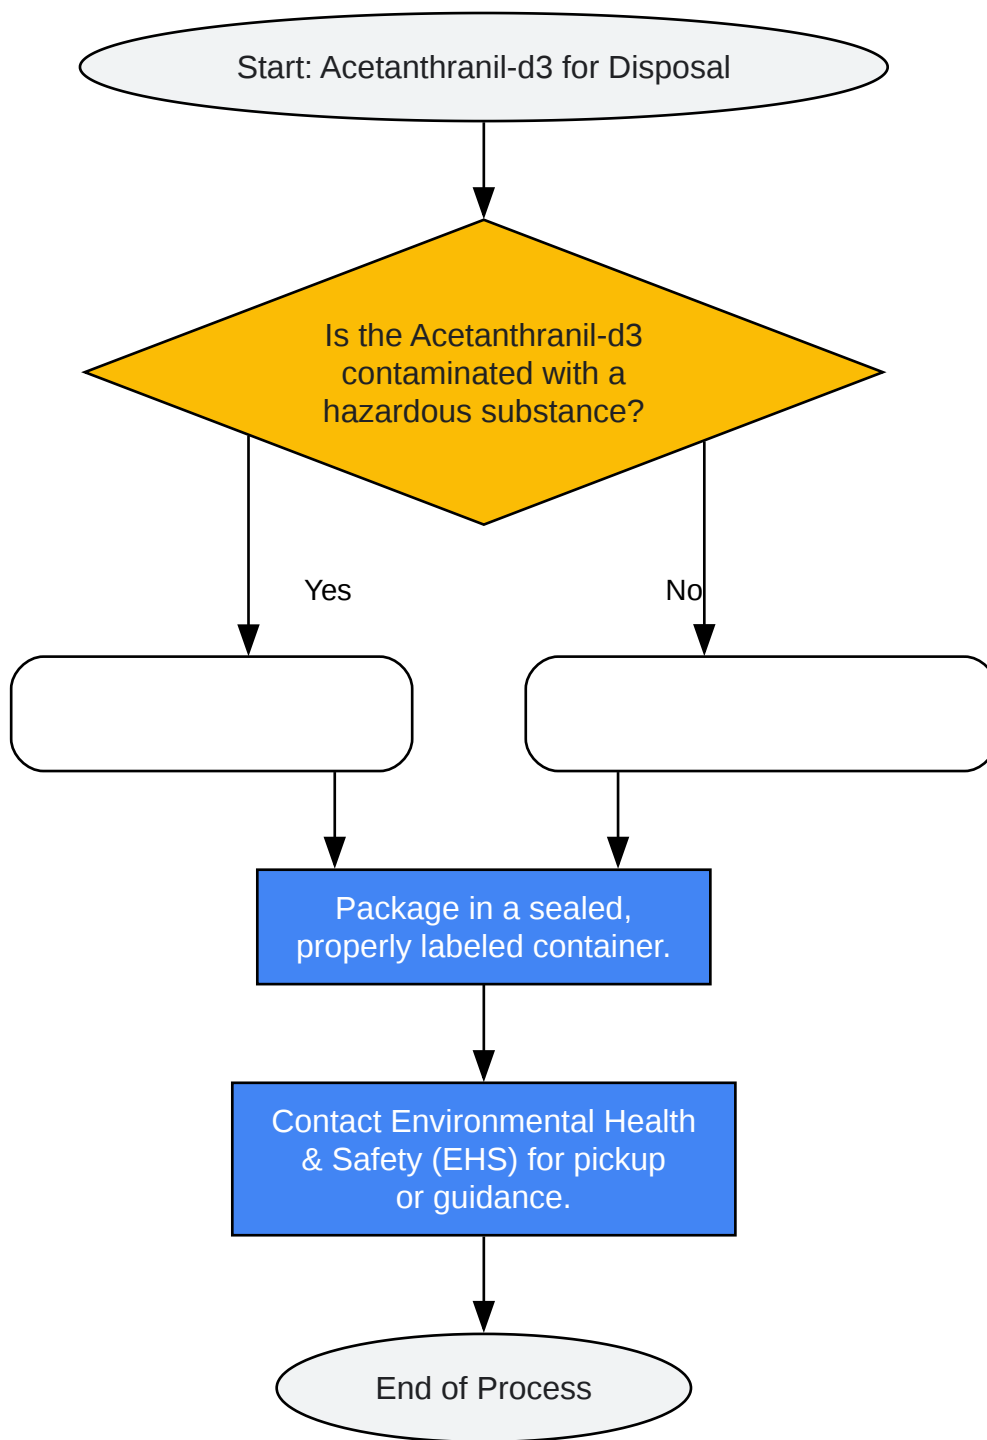 Start: Acetanthranil-d3 for Disposal
Is the Acetanthranil-d3
contaminated with a
hazardous substance?
Yes
No
Package in a sealed,
properly labeled container.
Contact Environmental Health
& Safety (EHS) for pickup
or guidance.
End of Process